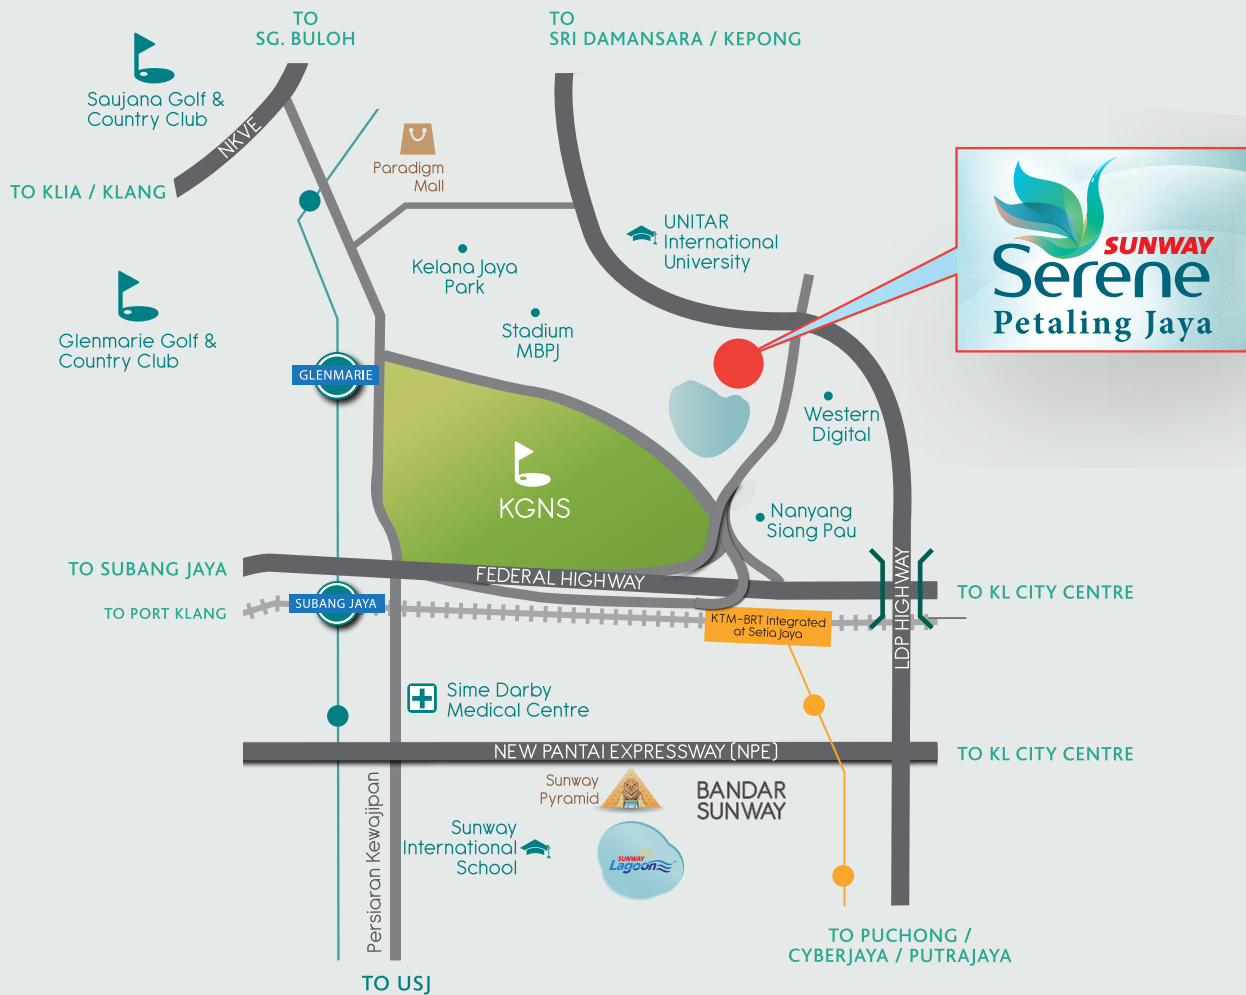 TO
SG. BULOH
TO
SRI DAMANSARA / KEPONG
Saujana Golf &
Country Club
NKVE
TO KLIA / KLANG
Paradigm
Mall
UNITAR
International
University
SUNWAY
Serene
Petaling Jaya
Kelana Jaya
Park
Stadium
MBPJ
Glenmarie Golf &
Country Club
GLENMARIE
Western
Digital
KGNS
Nanyang
Siang Pau
TO SUBANG JAYA
FEDERAL HIGHWAY
TO KL CITY CENTRE
TO PORT KLANG
SUBANG JAYA
KTM-BRT Integrated
at Setia Jaya
LDP HIGHWAY
Sime Darby
Medical Centre
NEW PANTAI EXPRESSWAY (NPE)
TO KL CITY CENTRE
Sunway
Pyramid
BANDAR
SUNWAY
Persiaran Kewajipan
Sunway
International
School
SUNWAY
Lagoon
TO PUCHONG /
CYBERJAYA / PUTRAJAYA
TO USJ